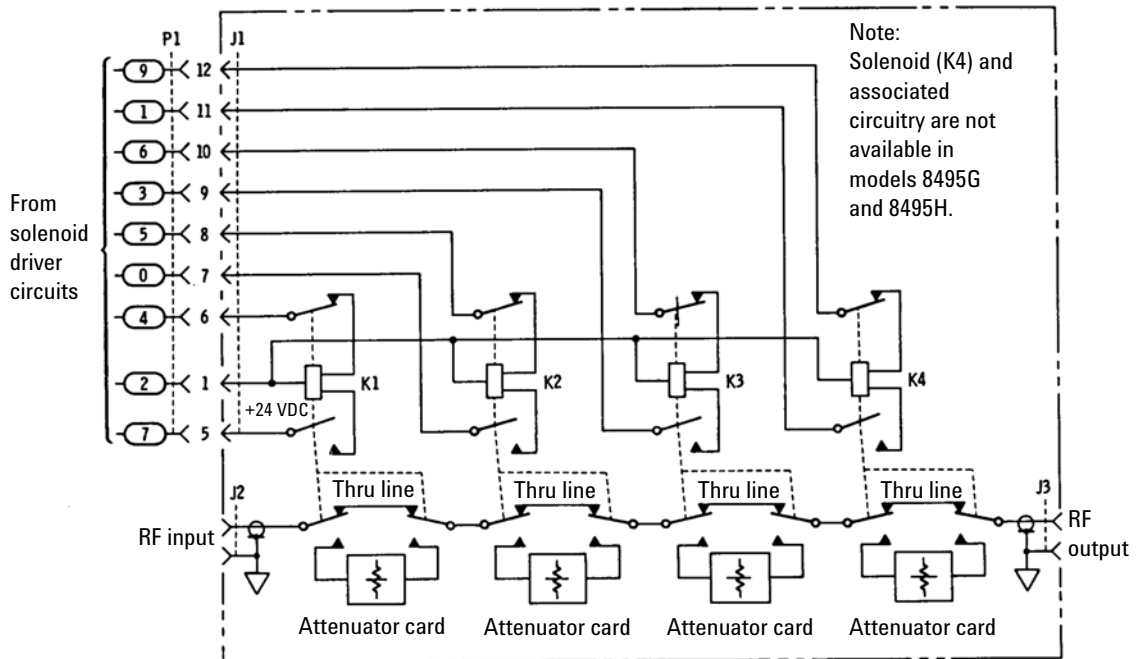 P1 J1
9 12
1 11
6 10
3 9
5 8
0 7
4 6
2 1
7 5
From
solenoid
driver
circuits
+24 VDC
K1
K2
K3
K4
Note:
Solenoid (K4) and
associated
circuitry are not
available in
models 8495G
and 8495H.
Thru line
Thru line
Thru line
Thru line
J2
RF input
J3
RF
output
Attenuator card
Attenuator card
Attenuator card
Attenuator card